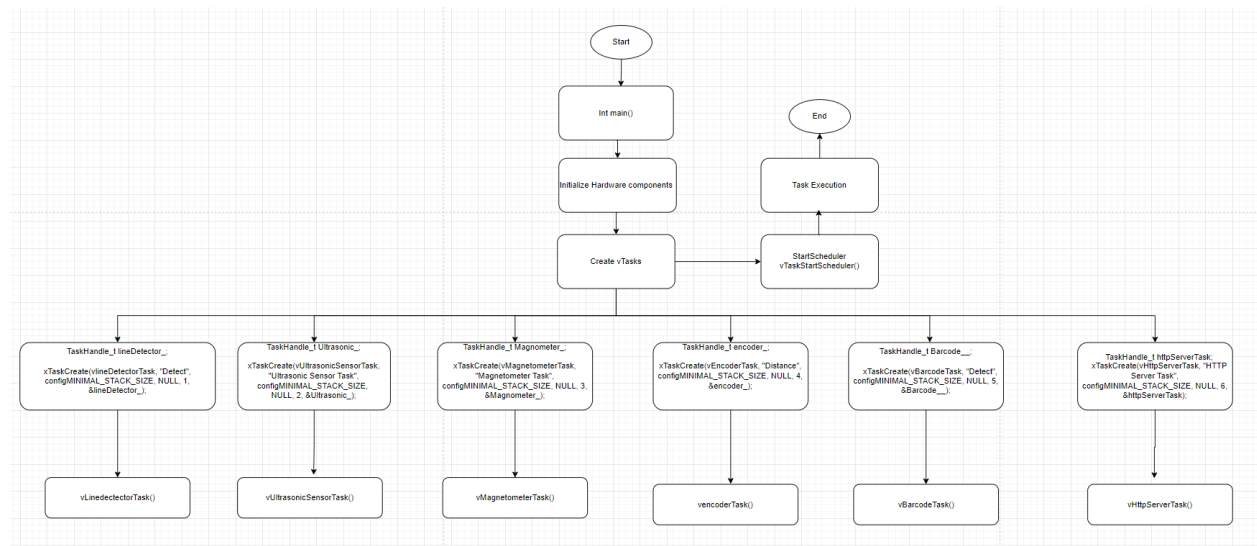 Start
Int main()
End
Initialize Hardware components
Task Execution
Create vTasks
StartScheduler
vTaskStartScheduler()
TaskHandle_t lineDetector_;
xTaskCreate(vlineDetectorTask, "Detect",
configMINIMAL_STACK_SIZE, NULL, 1,
&lineDetector_);
TaskHandle_t Ultrasonic_;
xTaskCreate(vUltrasonicSensorTask,
"Ultrasonic Sensor Task",
configMINIMAL_STACK_SIZE,
NULL, 2, &Ultrasonic_);
TaskHandle_t Magnometer_;
xTaskCreate(vMagnetometerTask,
"Magnetometer Task",
configMINIMAL_STACK_SIZE, NULL, 3,
&Magnometer_);
TaskHandle_t encoder_;
xTaskCreate(vEncoderTask, "Distance",
configMINIMAL_STACK_SIZE, NULL, 4,
&encoder_);
TaskHandle_t Barcode__;
xTaskCreate(vBarcodeTask, "Detect",
configMINIMAL_STACK_SIZE, NULL, 5,
&Barcode__);
TaskHandle_t httpServerTask;
xTaskCreate(vHttpServerTask, "HTTP
Server Task",
configMINIMAL_STACK_SIZE, NULL, 6,
&httpServerTask);
vLinedectectorTask()
vUltrasonicSensorTask()
vMagnetometerTask()
vencoderTask()
vBarcodeTask()
vHttpServerTask()